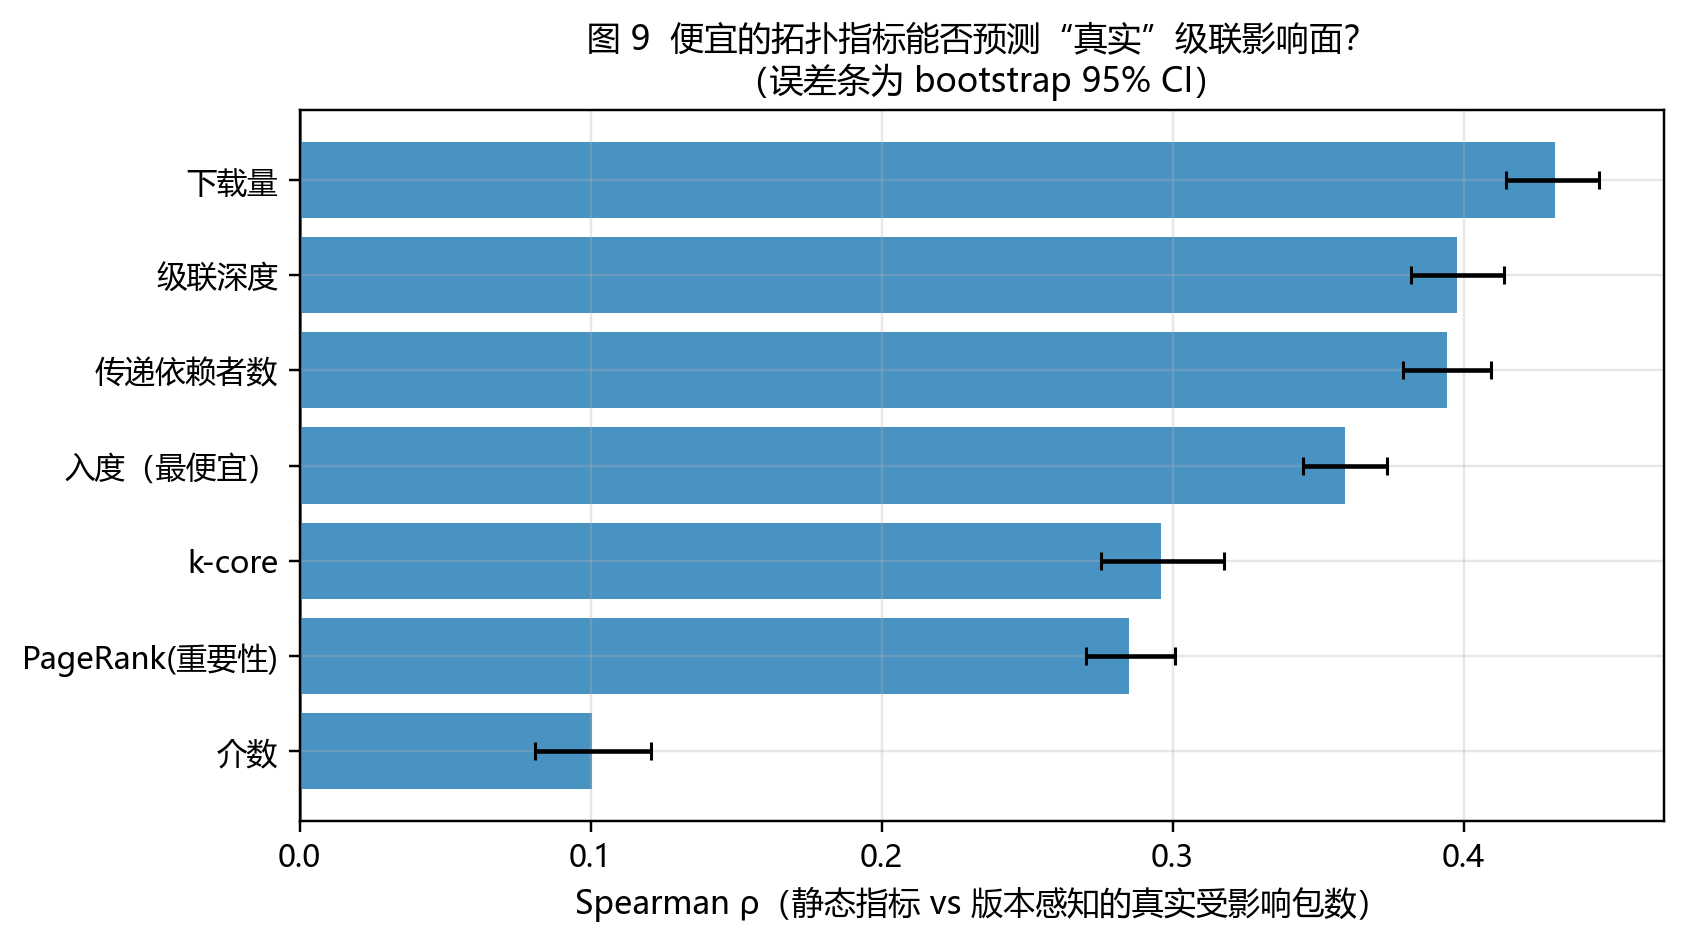 图 9  便宜的拓扑指标能否预测“真实”级联影响面？
（误差条为 bootstrap 95% CI）
下载量
级联深度
传递依赖者数
入度（最便宜）
k-core
PageRank(重要性)
介数
0.0 0.1 0.2 0.3 0.4
Spearman ρ（静态指标 vs 版本感知的真实受影响包数）